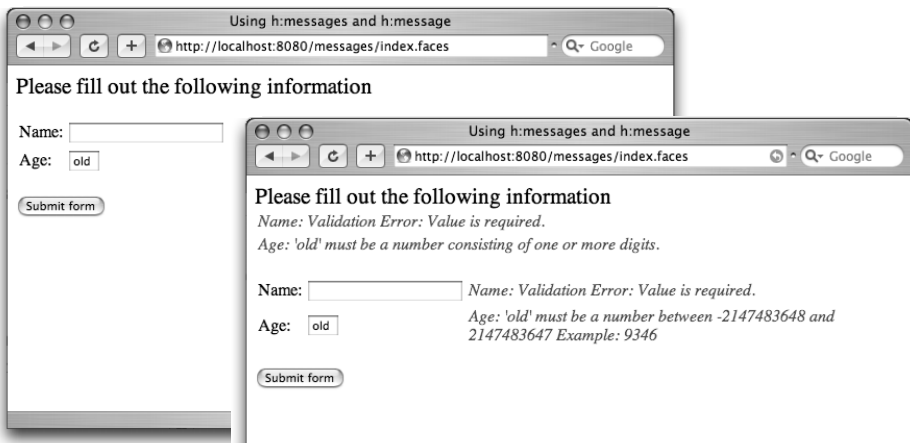 Using h:messages and h:message
http://localhost:8080/messages/index.faces
Google
Please fill out the following information
Name:
Age: old
Submit form
Using h:messages and h:message
http://localhost:8080/messages/index.faces
Google
Please fill out the following information
Name: Validation Error: Value is required.
Age: 'old' must be a number consisting of one or more digits.
Name: Name: Validation Error: Value is required.
Age: old Age: 'old' must be a number between -2147483648 and
2147483647 Example: 9346
Submit form